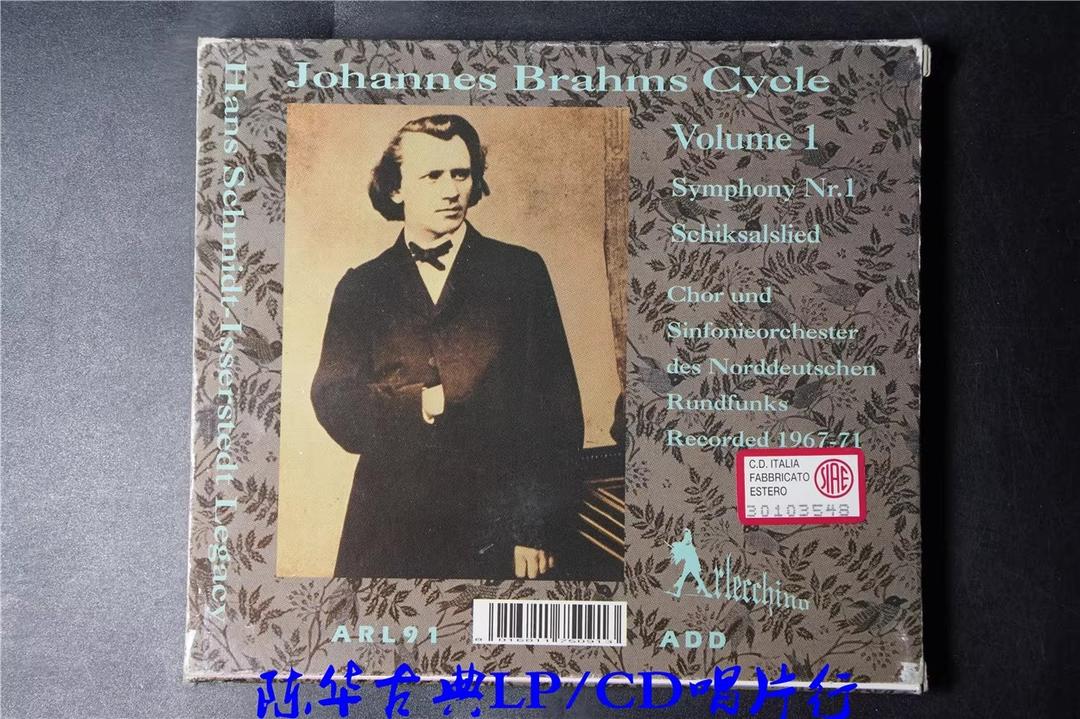 Johannes Brahms Cycle
Hans Schmidt-Isserstedt Legacy
Volume 1
Symphony Nr.1
Schiksalslied
Chor und
Sinfonieorchester
des Norddeutschen
Rundfunks
Recorded 1967-71
C.D. ITALIA
FABBRICATO
ESTERO
SIAE
30103548
Arlecchino
ARL91
ADD
陈华古典LP/CD唱片行